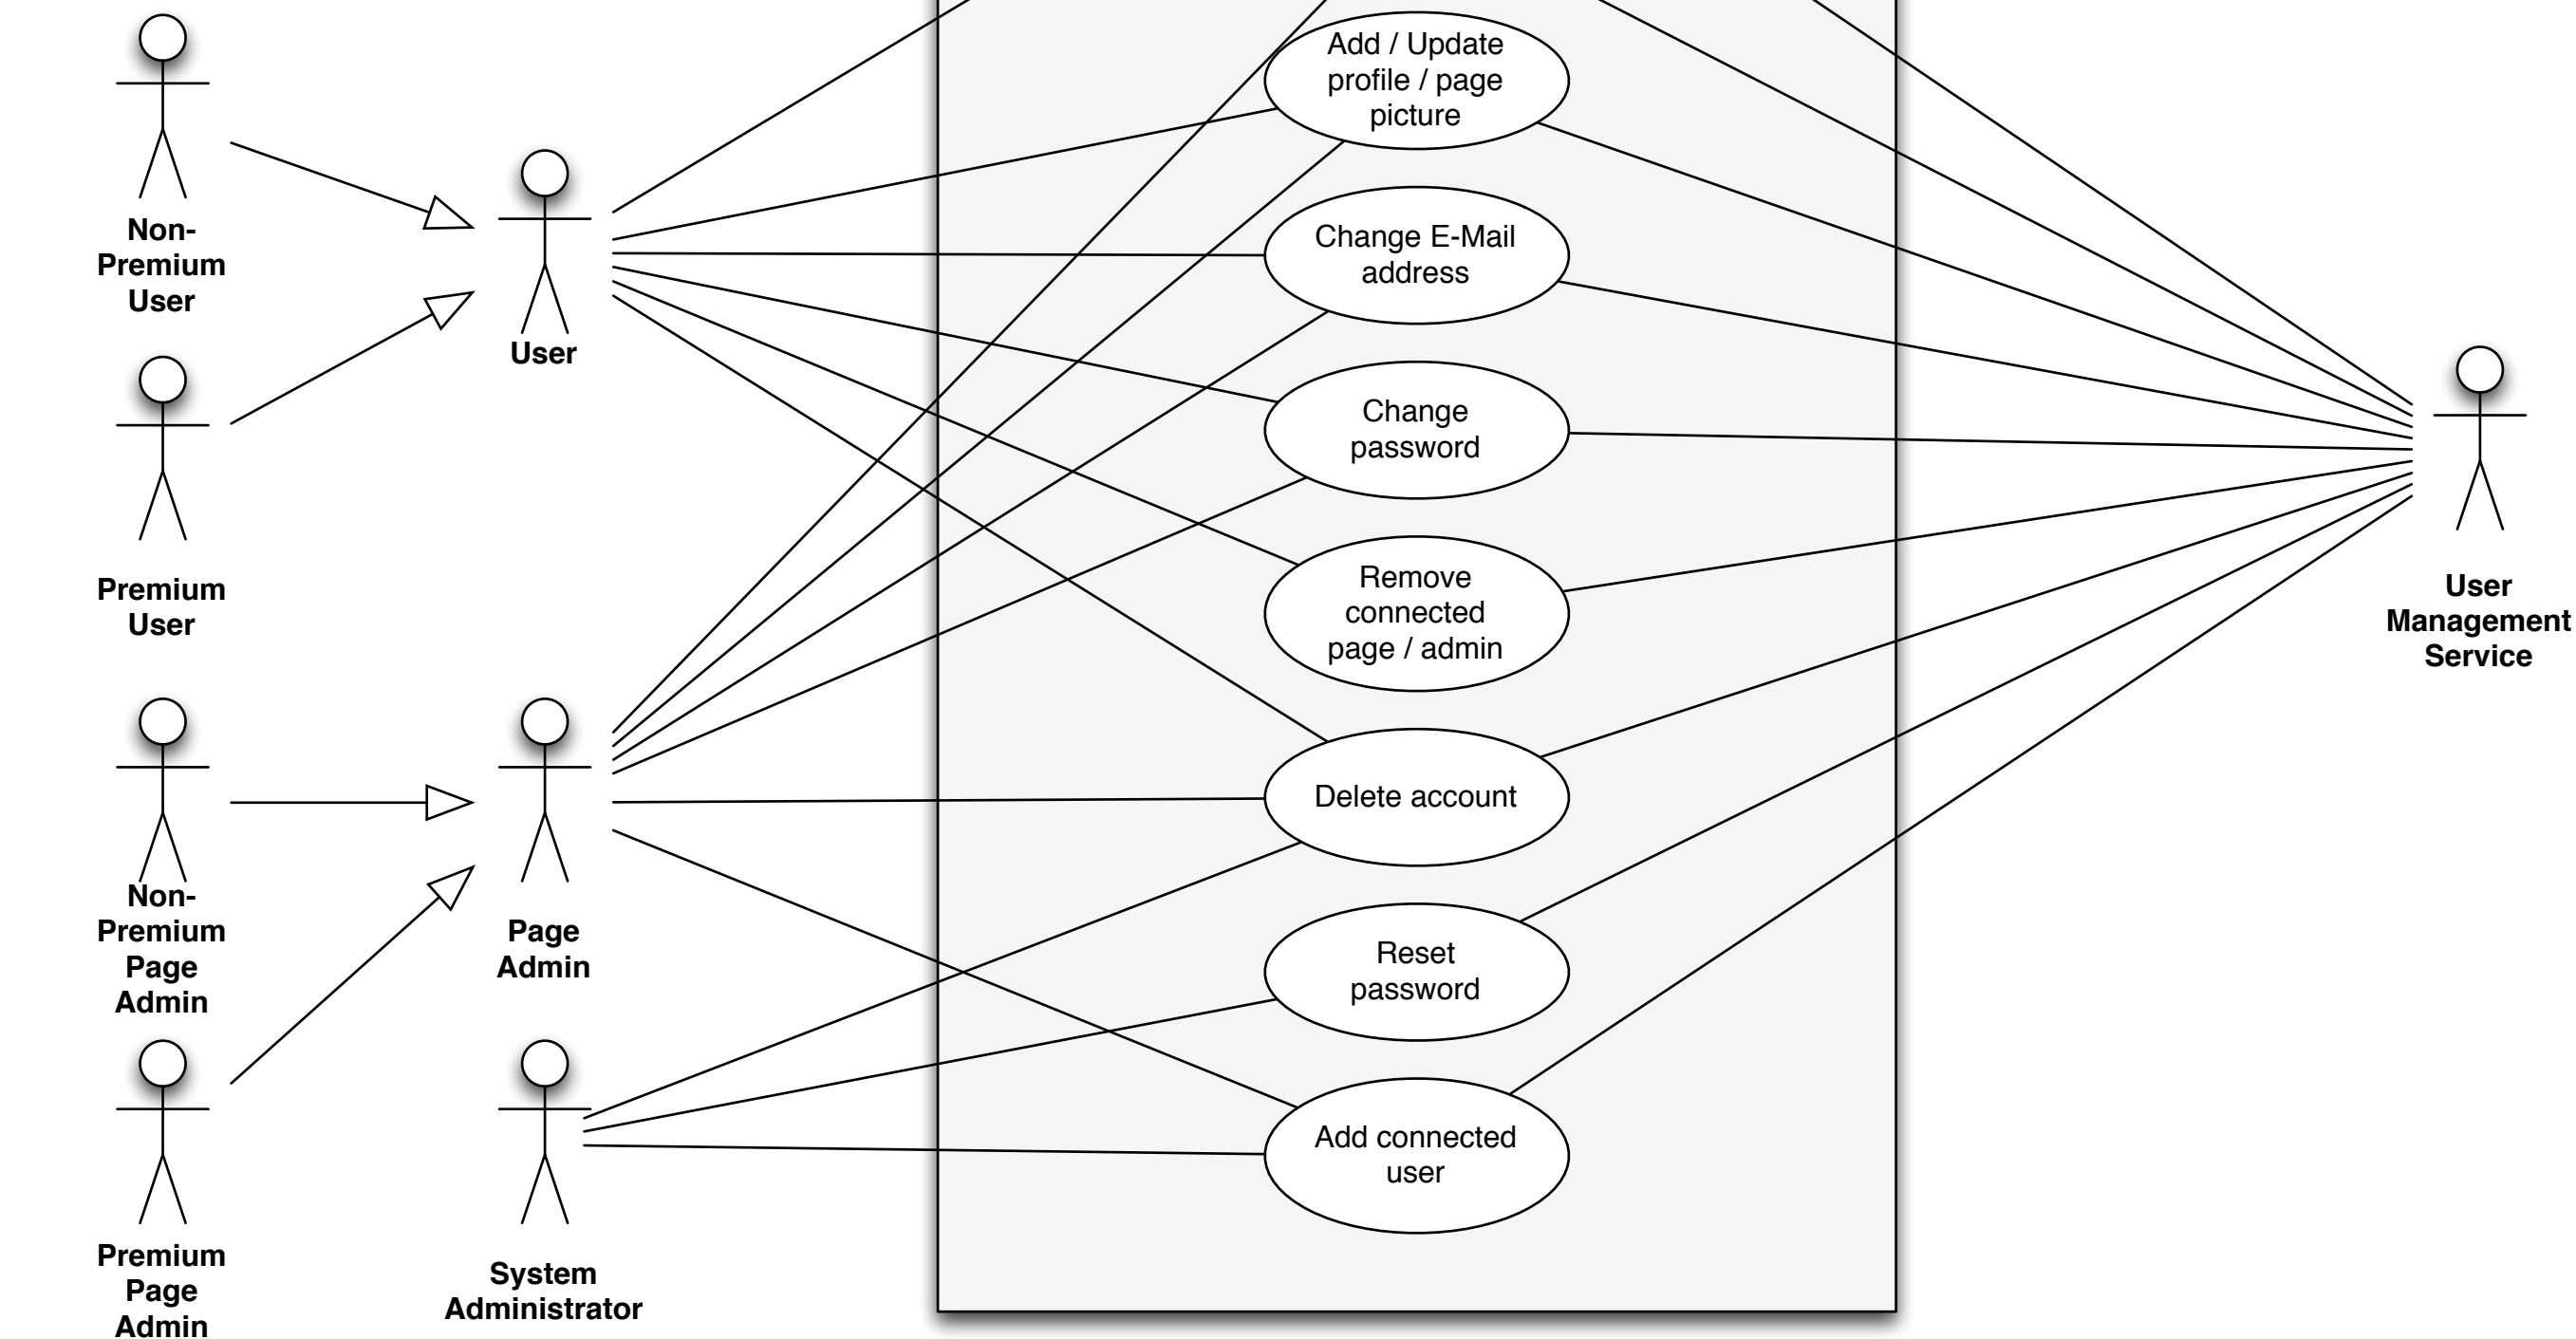 Non-
Premium
User
Premium
User
Non-
Premium
Page
Admin
Premium
Page
Admin
User
Page
Admin
System
Administrator
Add / Update
profile / page
picture
Change E-Mail
address
Change
password
Remove
connected
page / admin
Delete account
Reset
password
Add connected
user
User
Management
Service